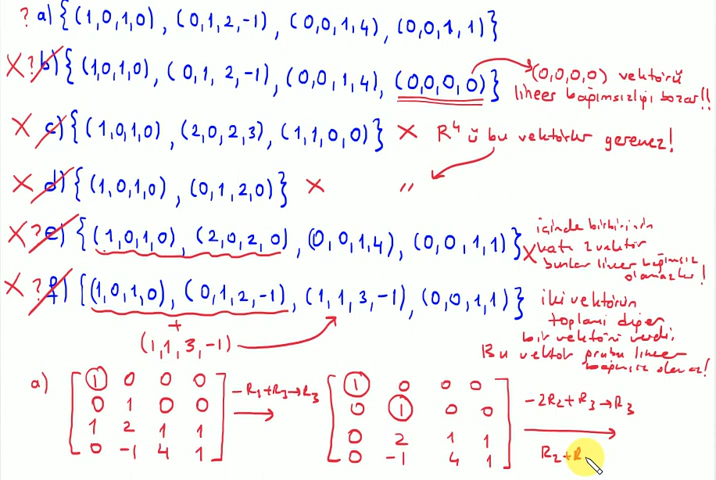 ? a) {(1,0,1,0), (0,1,2,-1), (0,0,1,4), (0,0,1,1)}
X ? b) {(1,0,1,0), (0,1,2,-1), (0,0,1,4), (0,0,0,0)} → (0,0,0,0) vektörü
lineer bağımsızlığı bozar!!
X c) {(1,0,1,0), (2,0,2,3), (1,1,0,0)} X R⁴ ü bu vektörler geremez!
X d) {(1,0,1,0), (0,1,2,0)} X "
X ? e) {(1,0,1,0), (2,0,2,0), (0,0,1,4), (0,0,1,1)} X
içinde birbirinin
katı 2 vektör
bunlar lineer bağımsız
olamazlar!
X ? f) {(1,0,1,0), (0,1,2,-1), (1,1,3,-1), (0,0,1,1)}
+
(1,1,3,-1)
iki vektörün
toplamı diğer
bir vektörü verdi.
Bu vektör grubu lineer
bağımsız olamaz!
a) [1 0 0 0 -R₁+R₃→R₃ [1 0 0 0 -2R₂+R₃→R₃
0 1 0 0 0 1 0 0
1 2 1 1 0 2 1 1
0 -1 4 1] 0 -1 4 1] R₂+R